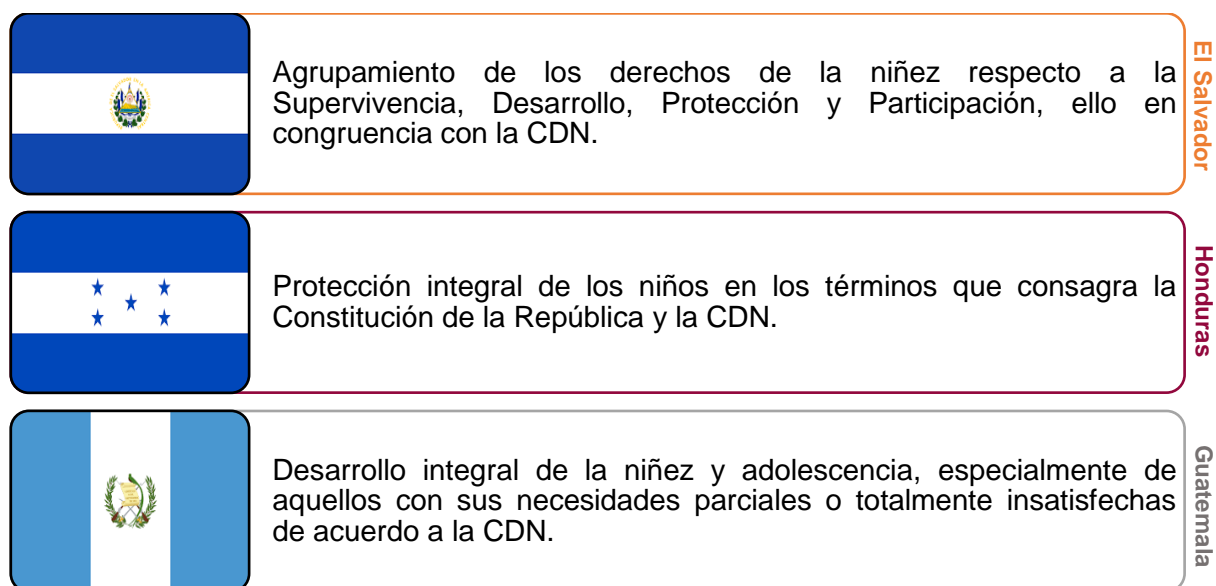 Agrupamiento de los derechos de la niñez respecto a la
Supervivencia, Desarrollo, Protección y Participación, ello en
congruencia con la CDN.
El Salvador
Protección integral de los niños en los términos que consagra la
Constitución de la República y la CDN.
Honduras
Desarrollo integral de la niñez y adolescencia, especialmente de
aquellos con sus necesidades parciales o totalmente insatisfechas
de acuerdo a la CDN.
Guatemala